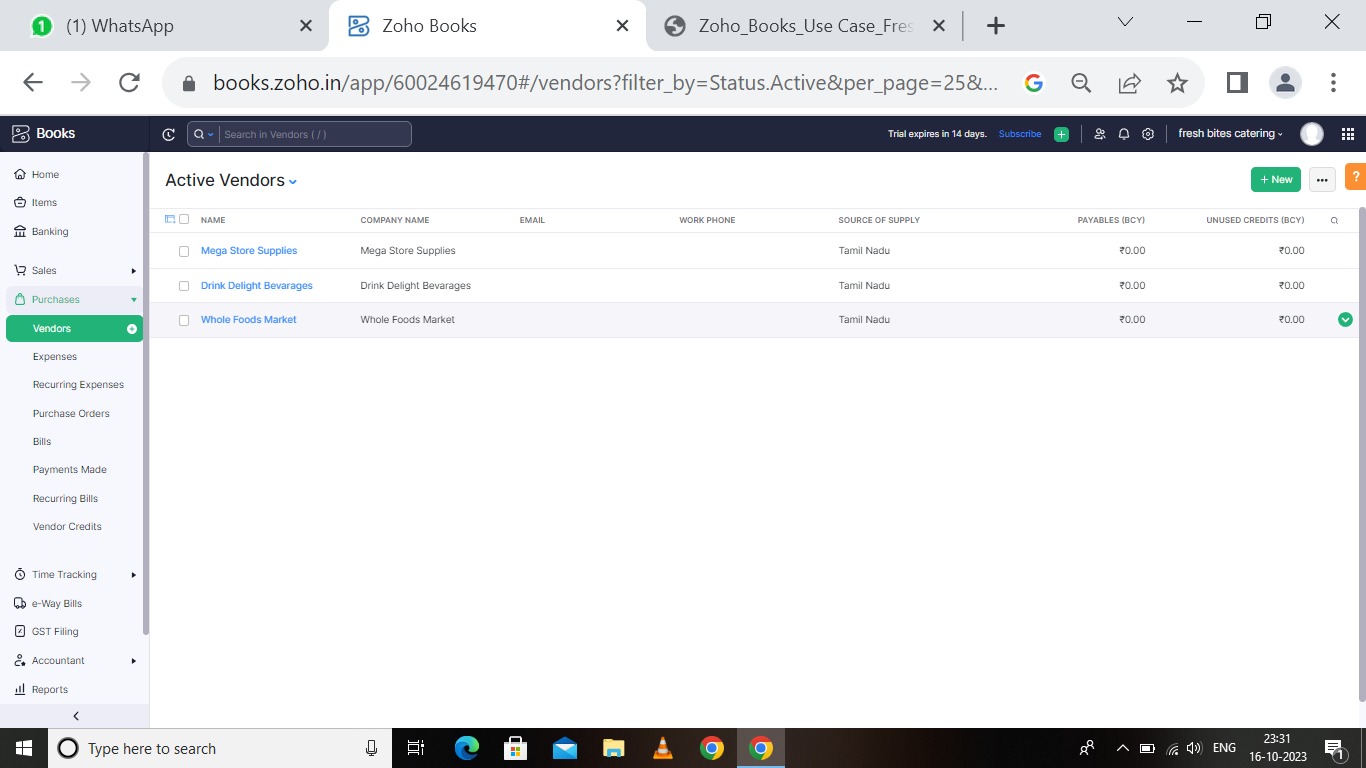 1 (1) WhatsApp
Zoho Books
Zoho_Books_Use Case_Fres
books.zoho.in/app/60024619470#/vendors?filter_by=Status.Active&per_page=25&...
Books
Search in Vendors ( / )
Trial expires in 14 days. Subscribe
fresh bites catering
Home
Items
Banking
Sales
Purchases
Vendors
Expenses
Recurring Expenses
Purchase Orders
Bills
Payments Made
Recurring Bills
Vendor Credits
Time Tracking
e-Way Bills
GST Filing
Accountant
Reports
Active Vendors
+ New
?
NAME COMPANY NAME EMAIL WORK PHONE SOURCE OF SUPPLY PAYABLES (BCY) UNUSED CREDITS (BCY)
Mega Store Supplies Mega Store Supplies Tamil Nadu ₹0.00 ₹0.00
Drink Delight Bevarages Drink Delight Bevarages Tamil Nadu ₹0.00 ₹0.00
Whole Foods Market Whole Foods Market Tamil Nadu ₹0.00 ₹0.00
Type here to search
ENG
23:31
16-10-2023
1